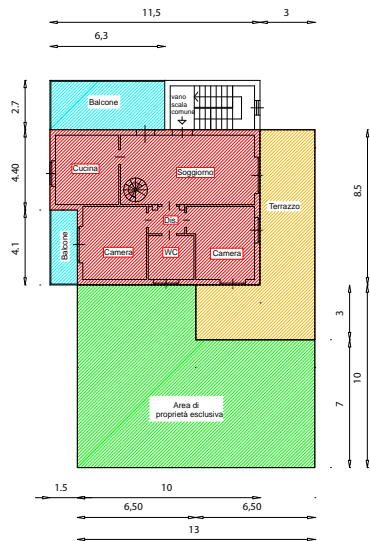 11,5
3
6,3
2.7
Balcone
vano
scala
comune
4.40
Cucina
Soggiorno
8.5
Dis.
Terrazzo
4.1
Balcone
Camera
WC
Camera
3
10
7
Area di
proprietà esclusiva
1.5
10
6,50
6,50
13